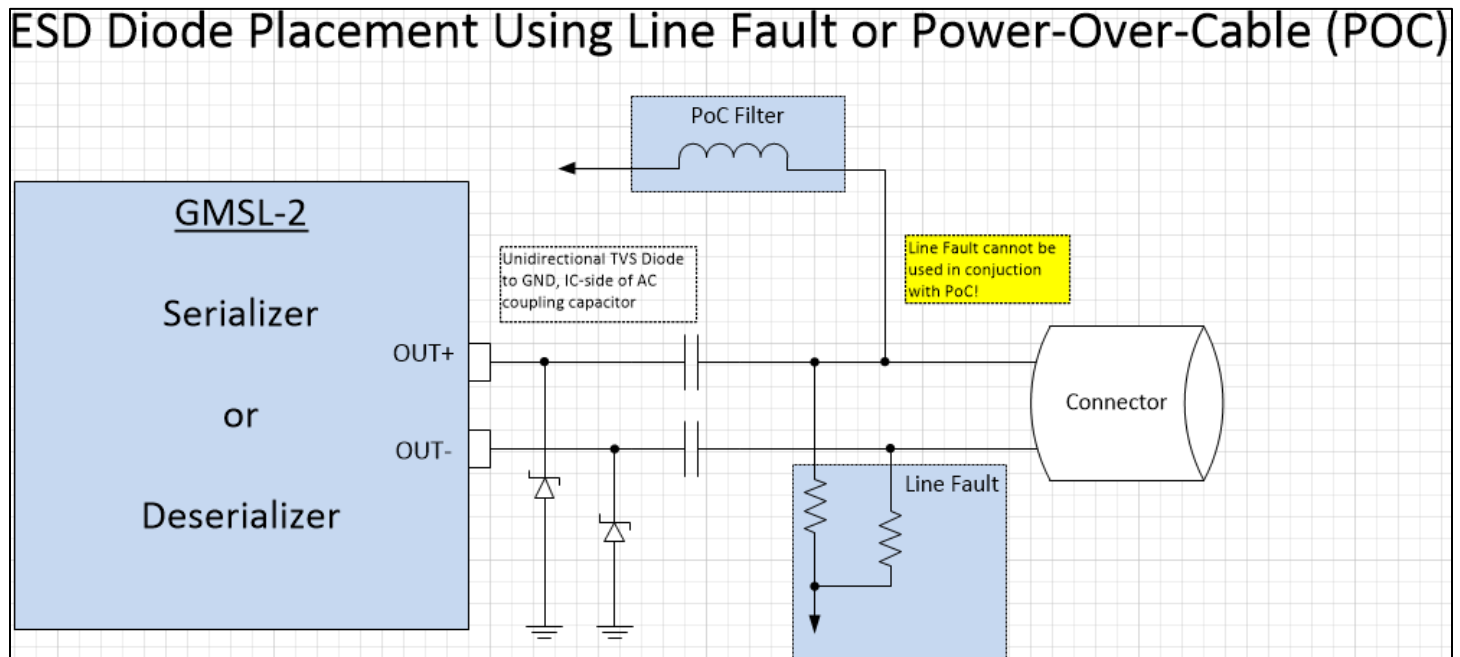 ESD Diode Placement Using Line Fault or Power-Over-Cable (POC)
PoC Filter
GMSL-2
Serializer
or
Deserializer
OUT+
OUT-
Unidirectional TVS Diode
to GND, IC-side of AC
coupling capacitor
Line Fault cannot be
used in conjuction
with PoC!
Connector
Line Fault